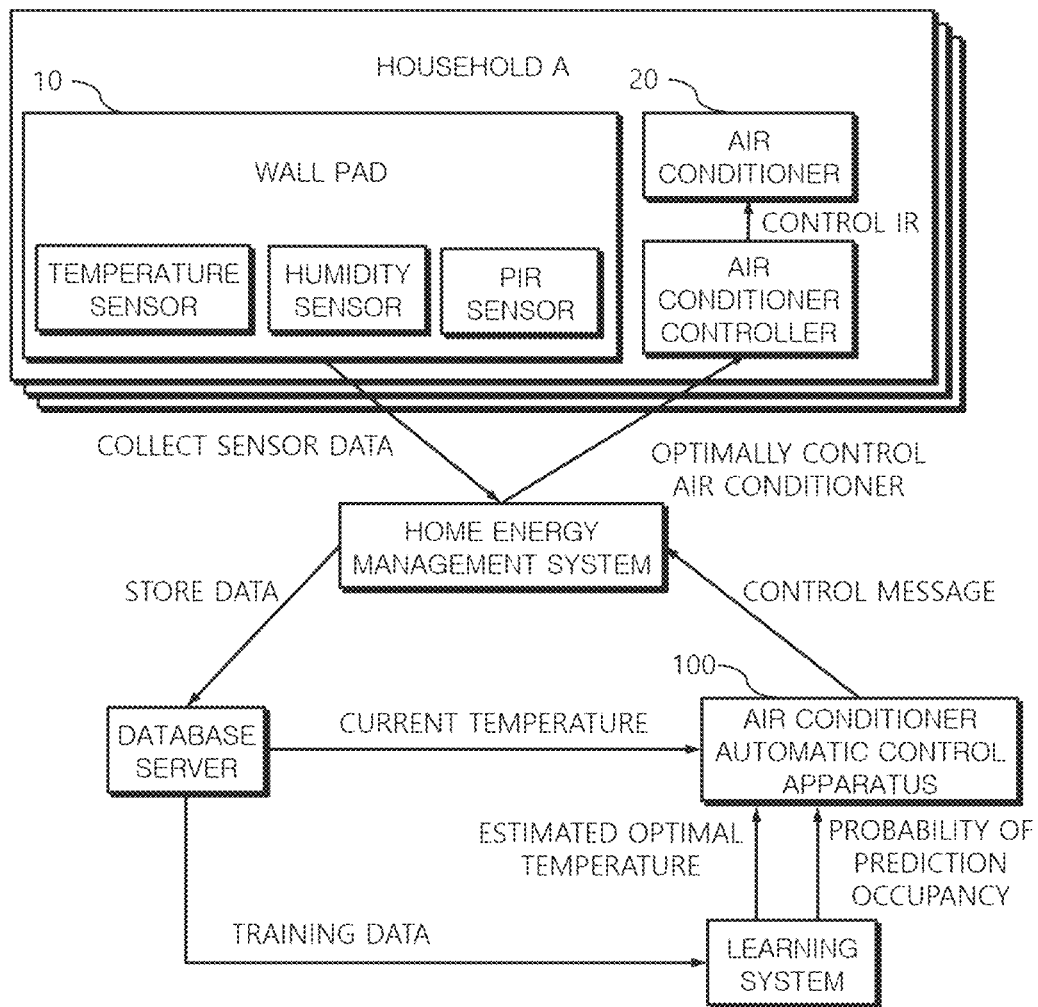 HOUSEHOLD A
10
20
WALL PAD
AIR
CONDITIONER
CONTROL IR
TEMPERATURE
SENSOR
HUMIDITY
SENSOR
PIR
SENSOR
AIR
CONDITIONER
CONTROLLER
COLLECT SENSOR DATA
OPTIMALLY CONTROL
AIR CONDITIONER
HOME ENERGY
MANAGEMENT SYSTEM
STORE DATA
CONTROL MESSAGE
100
DATABASE
SERVER
CURRENT TEMPERATURE
AIR CONDITIONER
AUTOMATIC CONTROL
APPARATUS
ESTIMATED OPTIMAL
TEMPERATURE
PROBABILITY OF
PREDICTION
OCCUPANCY
TRAINING DATA
LEARNING
SYSTEM